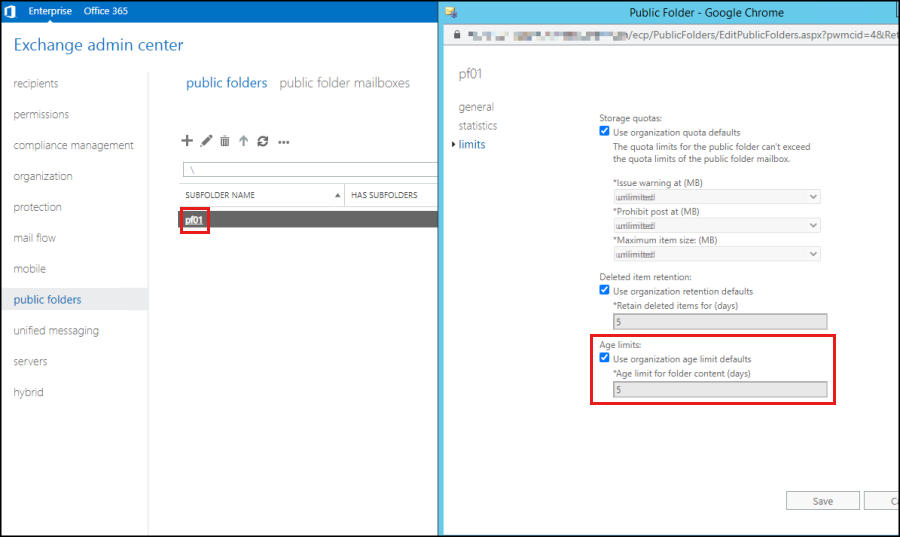 Enterprise Office 365
Exchange admin center
recipients
permissions
compliance management
organization
protection
mail flow
mobile
public folders
unified messaging
servers
hybrid
public folders public folder mailboxes
\
SUBFOLDER NAME HAS SUBFOLDERS
pf01
Public Folder - Google Chrome
/ecp/PublicFolders/EditPublicFolders.aspx?pwmcid=4&Ret
pf01
general
statistics
limits
Storage quotas:
Use organization quota defaults
The quota limits for the public folder can't exceed
the quota limits of the public folder mailbox.
*Issue warning at (MB)
unlimited
*Prohibit post at (MB)
unlimited
*Maximum item size: (MB)
unlimited
Deleted item retention:
Use organization retention defaults
*Retain deleted items for (days)
5
Age limits:
Use organization age limit defaults
*Age limit for folder content (days)
5
Save Ca